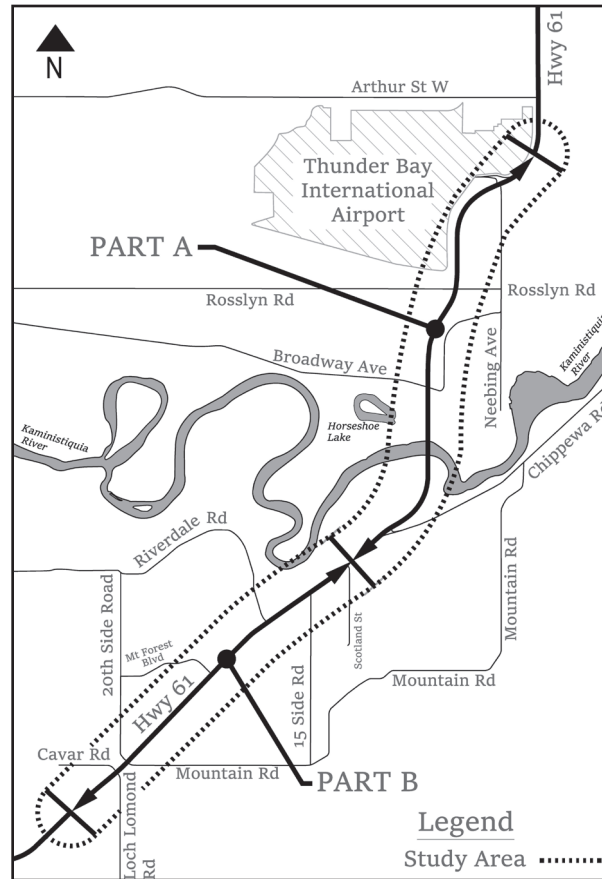 N
Hwy 61
Arthur St W
Thunder Bay
International
Airport
PART A
Rosslyn Rd
Rosslyn Rd
Kaministiquia
River
Neebing Ave
Broadway Ave
Horseshoe
Lake
Kaministiquia
River
Chippewa R
Riverdale Rd
Mountain Rd
20th Side Road
Scotland St
Mt Forest
Blvd
Mountain Rd
Hwy 61
15 Side Rd
Cavar Rd
Mountain Rd
PART B
Loch Lomond
Rd
Legend
Study Area